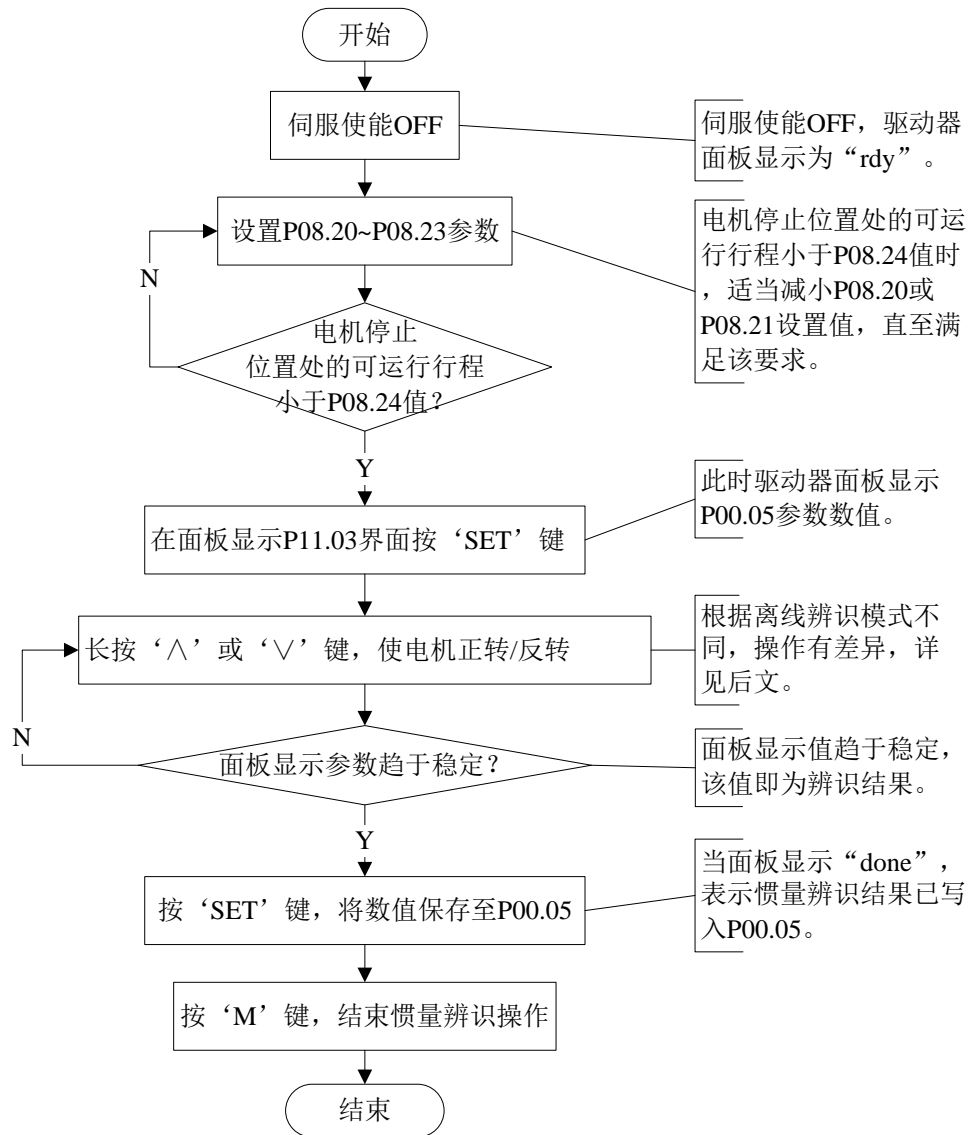 开始
伺服使能OFF
伺服使能OFF，驱动器
面板显示为“rdy”。
设置P08.20~P08.23参数
电机停止位置处的可运
行行程小于P08.24值时
，适当减小P08.20或
P08.21设置值，直至满
足该要求。
N
电机停止
位置处的可运行行程
小于P08.24值？
Y
在面板显示P11.03界面按‘SET’键
此时驱动器面板显示
P00.05参数数值。
长按‘∧’或‘∨’键，使电机正转/反转
根据离线辨识模式不
同，操作有差异，详
见后文。
N
面板显示参数趋于稳定？
面板显示值趋于稳定，
该值即为辨识结果。
Y
按‘SET’键，将数值保存至P00.05
当面板显示“done”，
表示惯量辨识结果已写
入P00.05。
按‘M’键，结束惯量辨识操作
结束